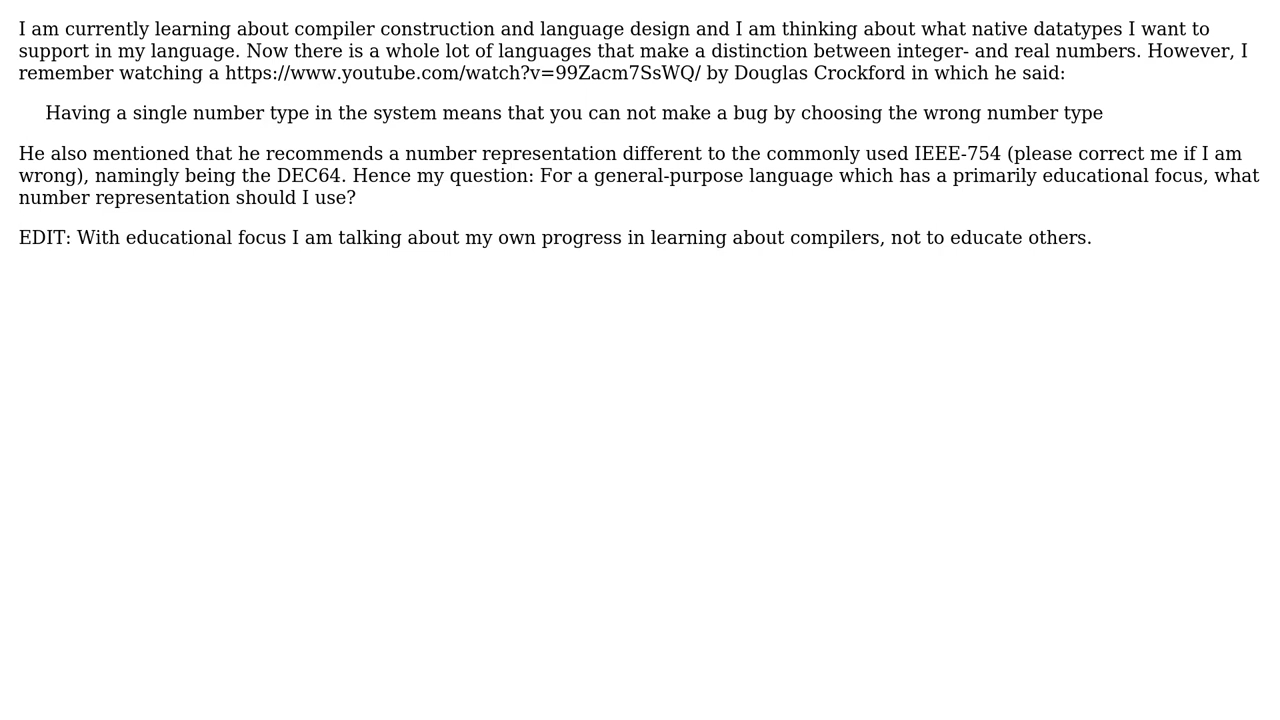 I am currently learning about compiler construction and language design and I am thinking about what native datatypes I want to
support in my language. Now there is a whole lot of languages that make a distinction between integer- and real numbers. However, I
remember watching a https://www.youtube.com/watch?v=99Zacm7SsWQ/ by Douglas Crockford in which he said:
Having a single number type in the system means that you can not make a bug by choosing the wrong number type
He also mentioned that he recommends a number representation different to the commonly used IEEE-754 (please correct me if I am
wrong), namingly being the DEC64. Hence my question: For a general-purpose language which has a primarily educational focus, what
number representation should I use?
EDIT: With educational focus I am talking about my own progress in learning about compilers, not to educate others.